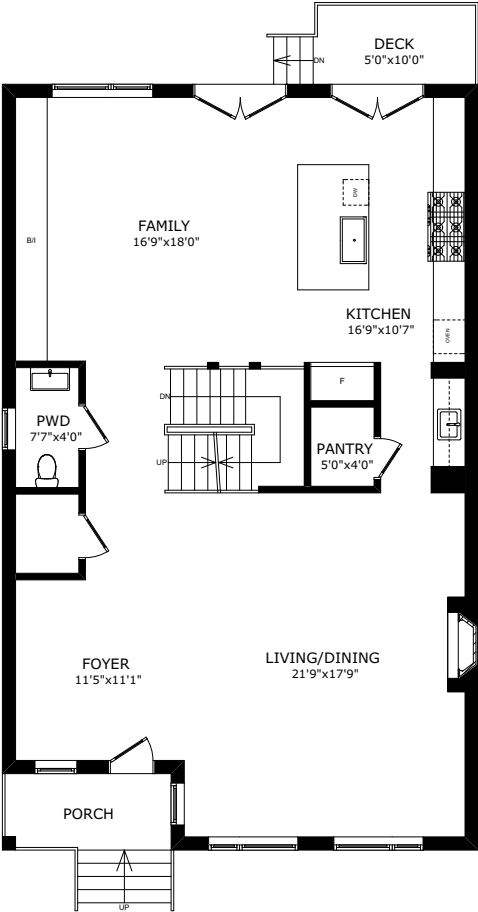 DECK
5'0"x10'0"
DN
FAMILY
16'9"x18'0"
DW
B/I
KITCHEN
16'9"x10'7"
OVEN
DN
F
PWD
7'7"x4'0"
UP
PANTRY
5'0"x4'0"
FOYER
11'5"x11'1"
LIVING/DINING
21'9"x17'9"
PORCH
UP